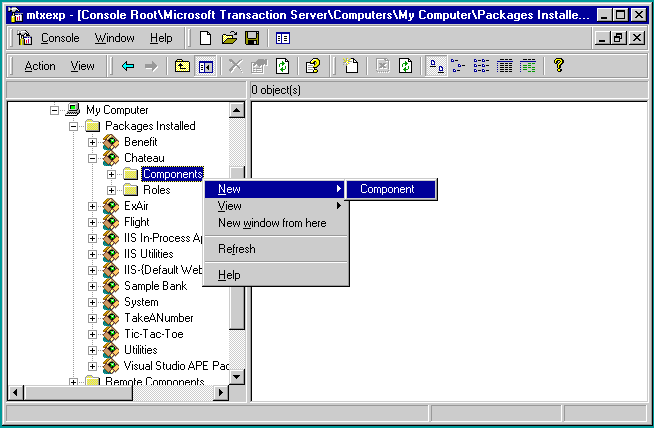 mtxexp - [Console Root\Microsoft Transaction Server\Computers\My Computer\Packages Installe...
Console Window Help
Action View
0 object(s)
My Computer
Packages Installed
Benefit
Chateau
Components
Roles
ExAir
Flight
IIS In-Process Ap
IIS Utilities
IIS-{Default Web
Sample Bank
System
TakeANumber
Tic-Tac-Toe
Utilities
Visual Studio APE Pac
Remote Components
New
View
New window from here
Refresh
Help
Component